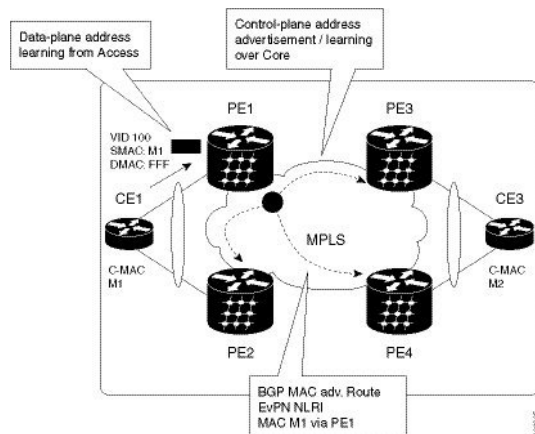 Data-plane address
learning from Access
Control-plane address
advertisement / learning
over Core
PE1
PE3
VID 100
SMAC: M1
DMAC: FFF
CE1
CE3
MPLS
C-MAC
M1
C-MAC
M2
PE2
PE4
BGP MAC adv. Route
EvPN NLRI
MAC M1 via PE1